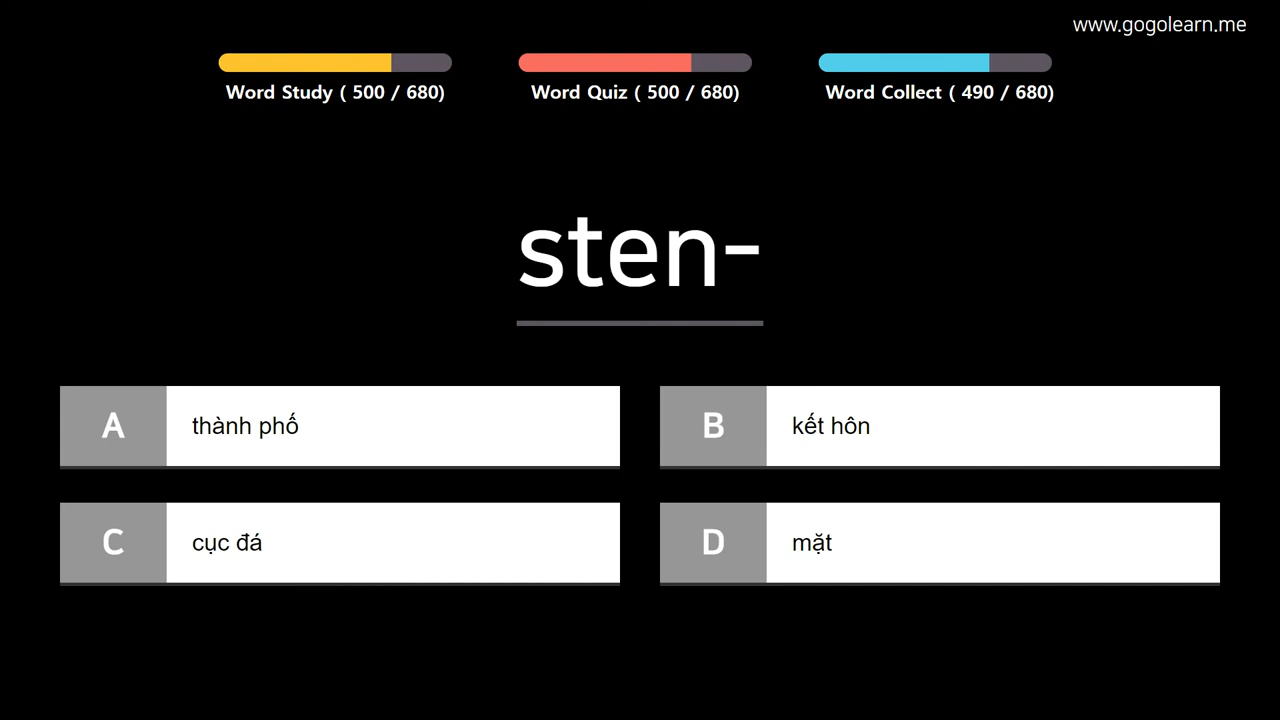 www.gogolearn.me
Word Study ( 500 / 680)
Word Quiz ( 500 / 680)
Word Collect ( 490 / 680)
sten-
A thành phố
B kết hôn
C cục đá
D mặt